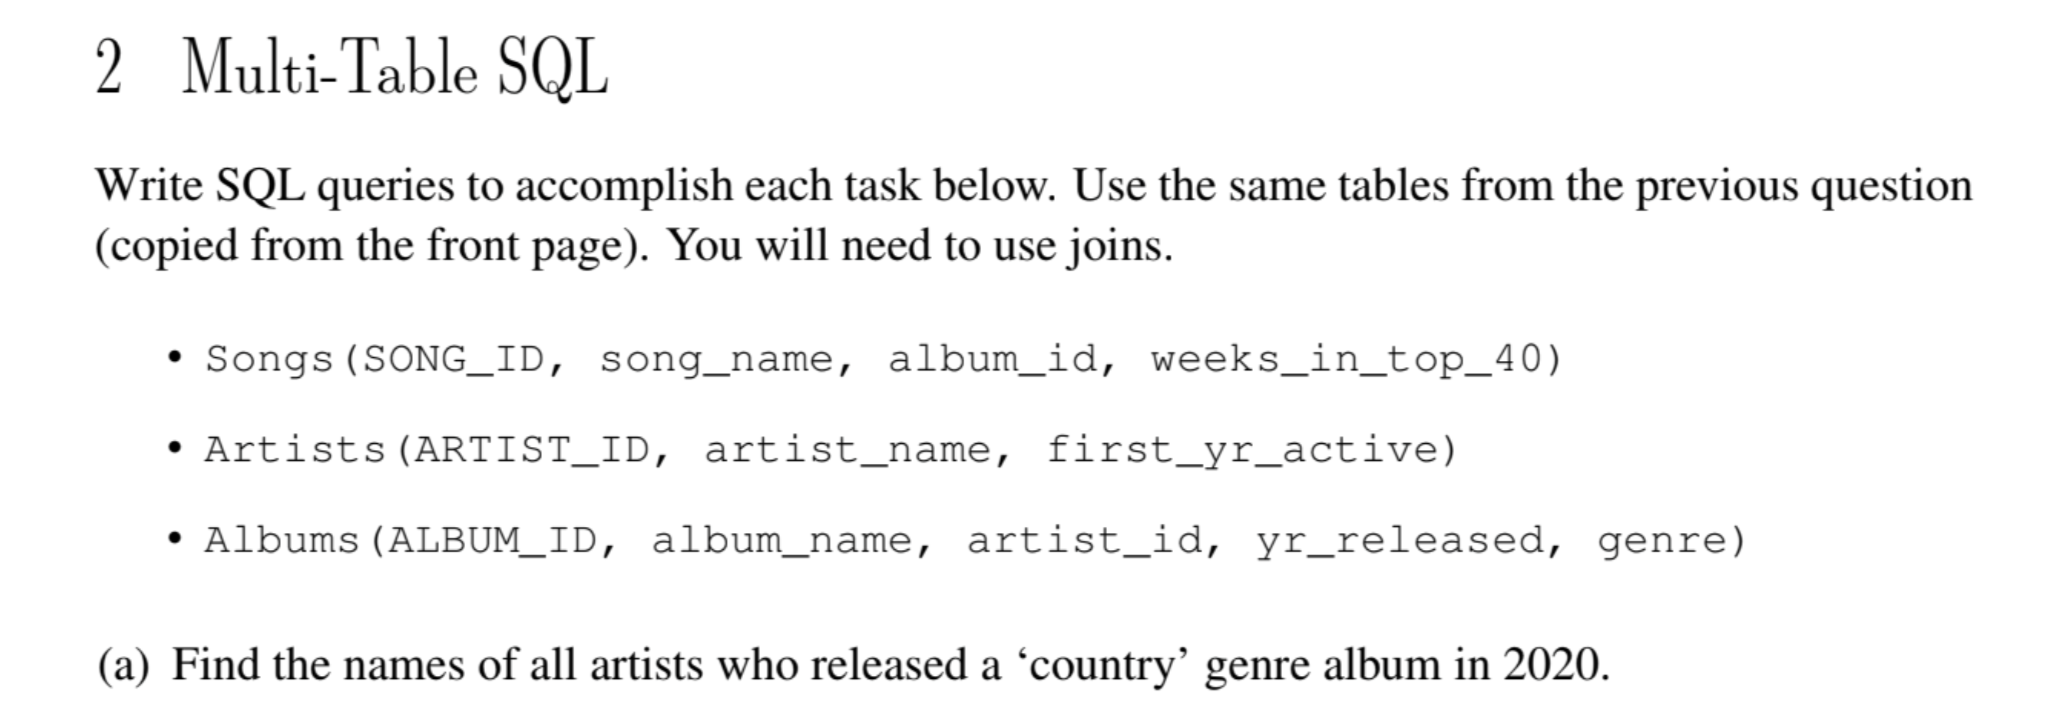 2 Multi-Table SQL
Write SQL queries to accomplish each task below. Use the same tables from the previous question
(copied from the front page). You will need to use joins.
• Songs(SONG_ID, song_name, album_id, weeks_in_top_40)
• Artists(ARTIST_ID, artist_name, first_yr_active)
• Albums(ALBUM_ID, album_name, artist_id, yr_released, genre)
(a) Find the names of all artists who released a ‘country’ genre album in 2020.